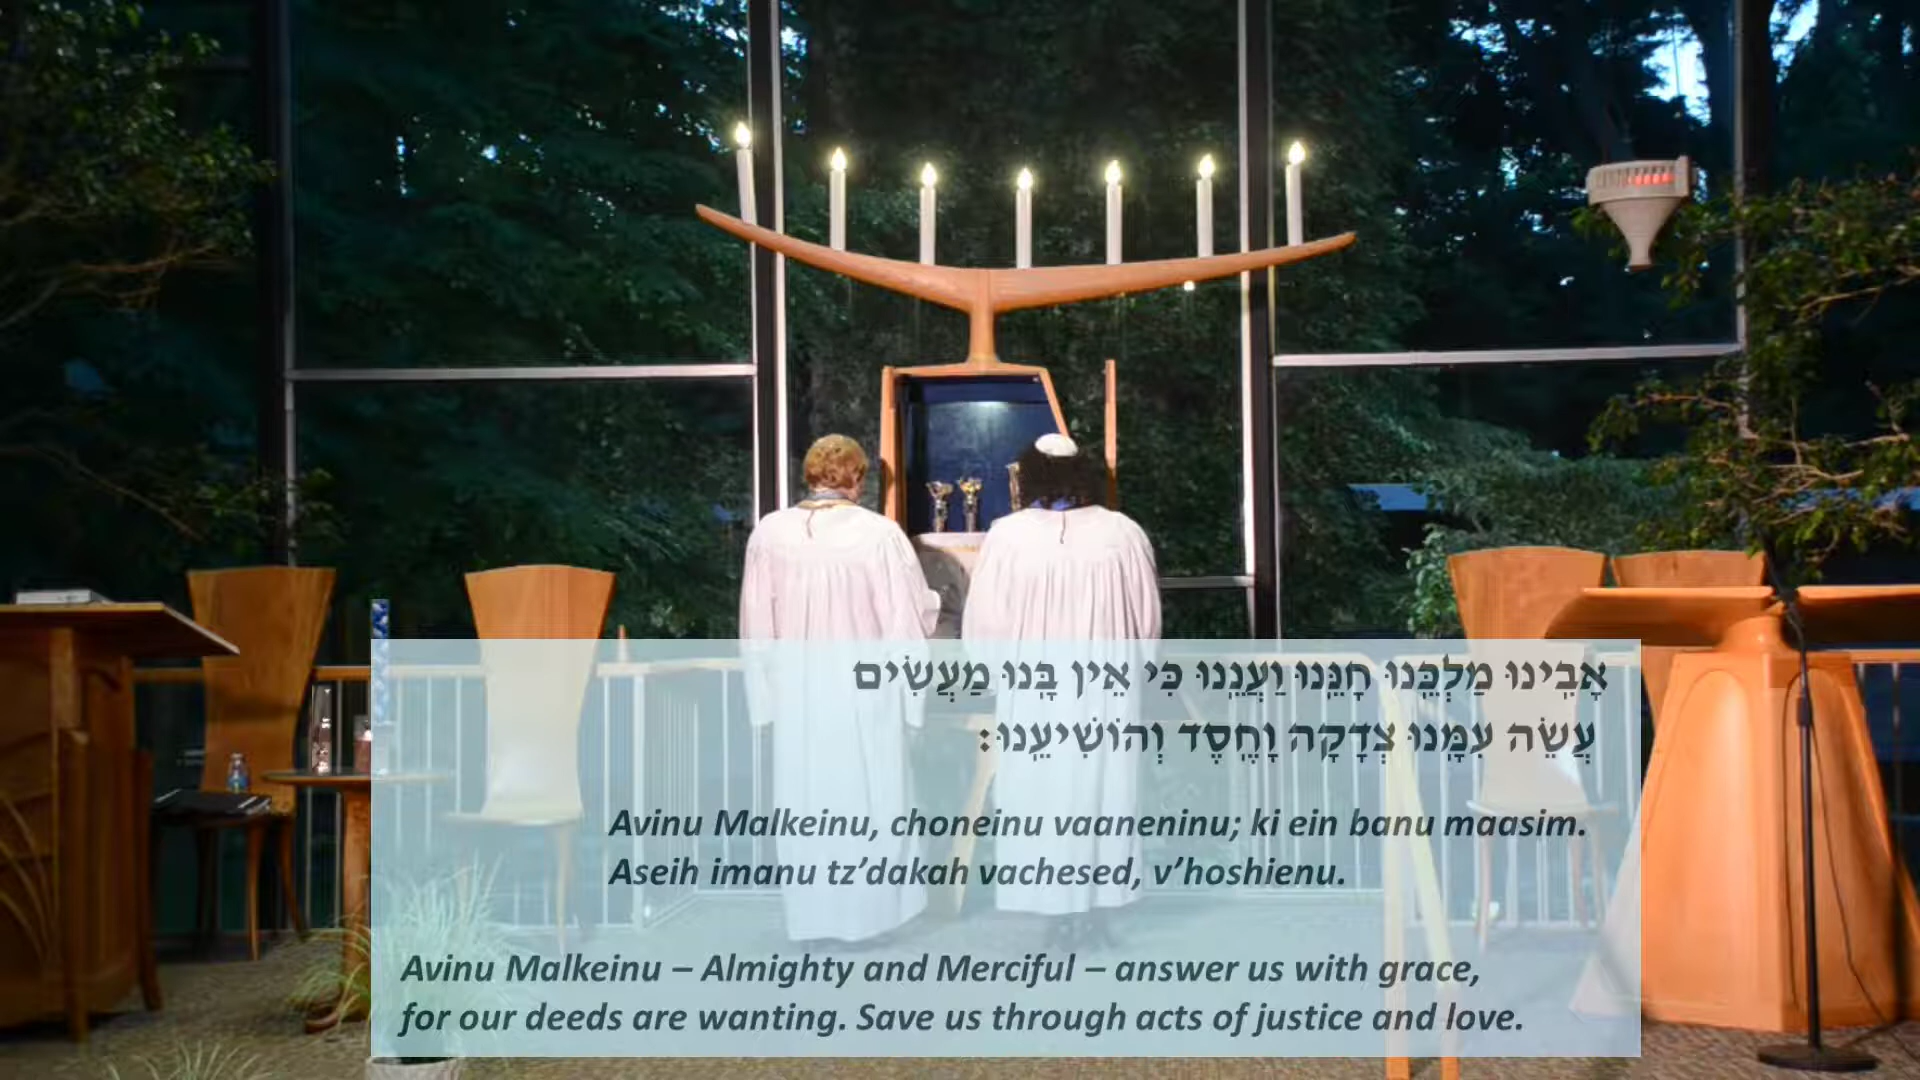 אָבִֽינוּ מַלְכֵּֽנוּ חָנֵּֽנוּ וַעֲנֵֽנוּ כִּי אֵין בָּֽנוּ מַעֲשִׂים
עֲשֵׂה עִמָּֽנוּ צְדָקָה וָחֶֽסֶד וְהוֹשִׁיעֵֽנוּ:
Avinu Malkeinu, choneinu vaaneninu; ki ein banu maasim.
Aseih imanu tz’dakah vachesed, v’hoshienu.
Avinu Malkeinu – Almighty and Merciful – answer us with grace,
for our deeds are wanting. Save us through acts of justice and love.